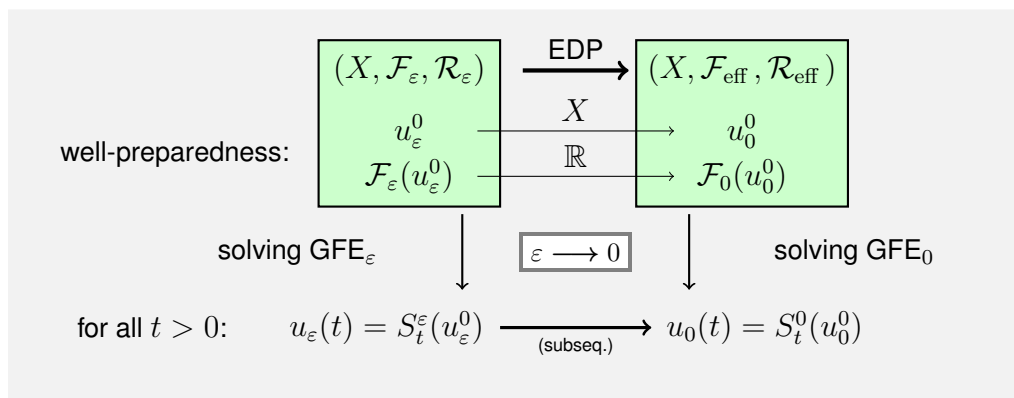 (X, ℱ_ε, ℛ_ε) EDP (X, ℱ_eff, ℛ_eff)
u_ε^0 X u_0^0
well-preparedness:
ℱ_ε(u_ε^0) ℝ ℱ_0(u_0^0)
solving GFE_ε ε ⟶ 0 solving GFE_0
for all t > 0: u_ε(t) = S_t^ε(u_ε^0) ⟶ u_0(t) = S_t^0(u_0^0)
(subseq.)